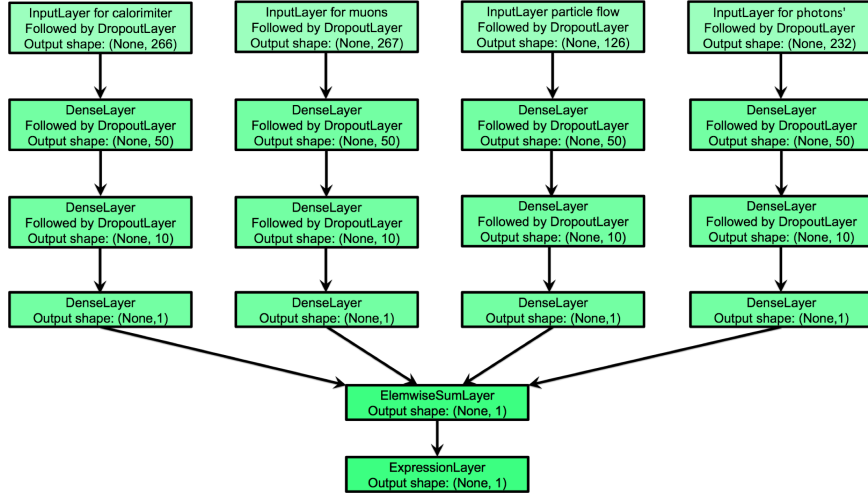 InputLayer for calorimiter
Followed by DropoutLayer
Output shape: (None, 266)
InputLayer for muons
Followed by DropoutLayer
Output shape: (None, 267)
InputLayer particle flow
Followed by DropoutLayer
Output shape: (None, 126)
InputLayer for photons'
Followed by DropoutLayer
Output shape: (None, 232)
DenseLayer
Followed by DropoutLayer
Output shape: (None, 50)
DenseLayer
Followed by DropoutLayer
Output shape: (None, 50)
DenseLayer
Followed by DropoutLayer
Output shape: (None, 50)
DenseLayer
Followed by DropoutLayer
Output shape: (None, 50)
DenseLayer
Followed by DropoutLayer
Output shape: (None, 10)
DenseLayer
Followed by DropoutLayer
Output shape: (None, 10)
DenseLayer
Followed by DropoutLayer
Output shape: (None, 10)
DenseLayer
Followed by DropoutLayer
Output shape: (None, 10)
DenseLayer
Output shape: (None,1)
DenseLayer
Output shape: (None,1)
DenseLayer
Output shape: (None,1)
DenseLayer
Output shape: (None,1)
ElemwiseSumLayer
Output shape: (None, 1)
ExpressionLayer
Output shape: (None, 1)